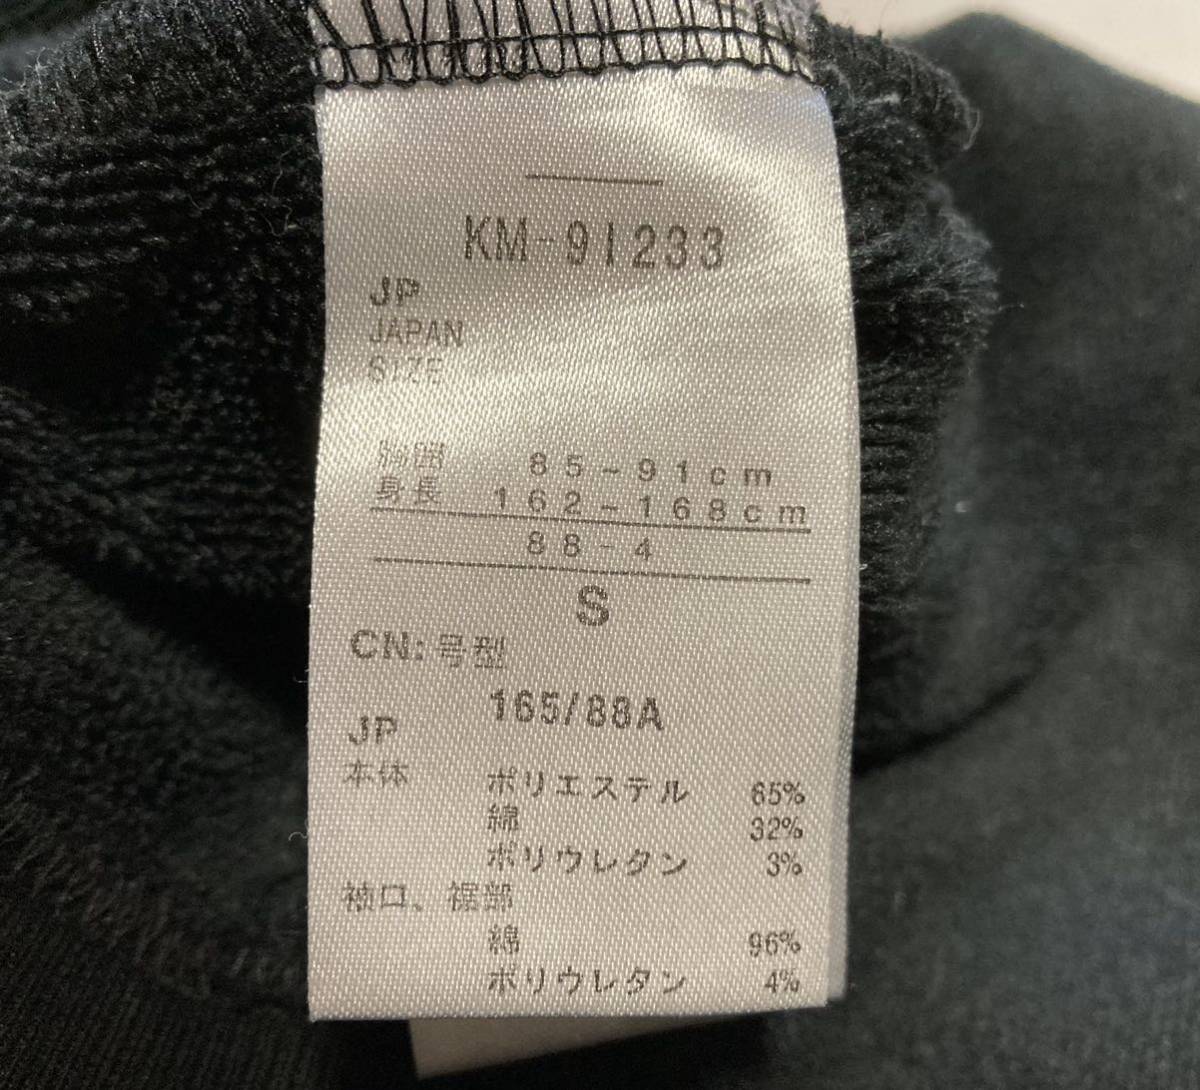 KM-91233
JP
JAPAN
SIZE
胸囲 85-91cm
身長 162-168cm
88-4
S
CN:号型
165/88A
JP
本体 ポリエステル 65%
綿 32%
ポリウレタン 3%
袖口、裾部
綿 96%
ポリウレタン 4%